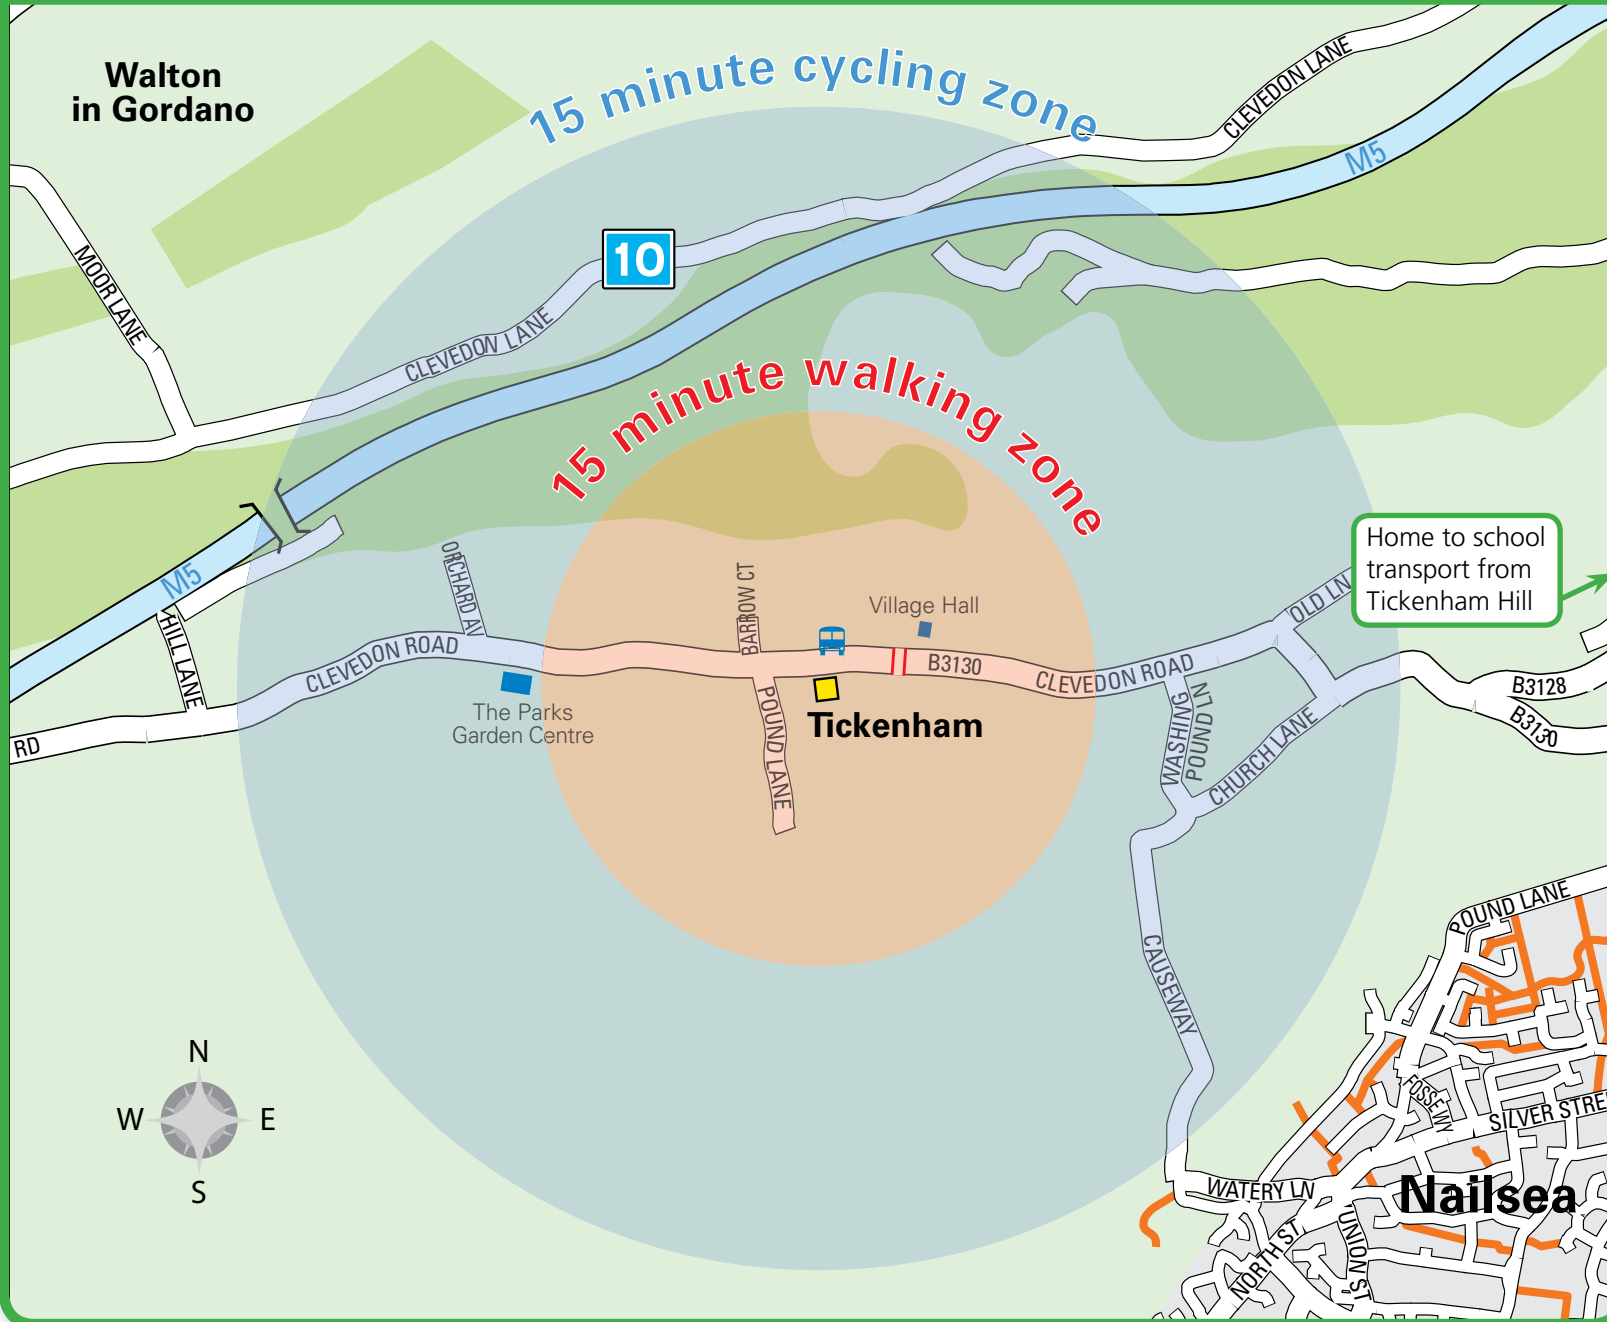 Walton
in Gordano
15 minute cycling zone
CLEVEDON LANE
M5
10
MOOR LANE
CLEVEDON LANE
15 minute walking zone
Home to school
transport from
Tickenham Hill
M5
ORCHARD AV
BARROW CT
Village Hall
OLD LN
HILL LANE
CLEVEDON ROAD
B3130
CLEVEDON ROAD
B3128
B3130
RD
The Parks
Garden Centre
POUND LANE
Tickenham
WASHING
POUND LN
CHURCH LANE
POUND LANE
CAUSEWAY
FOSSEWY
SILVER STRE
N
W
E
S
WATERY LN
Nailsea
NORTH ST
UNION ST